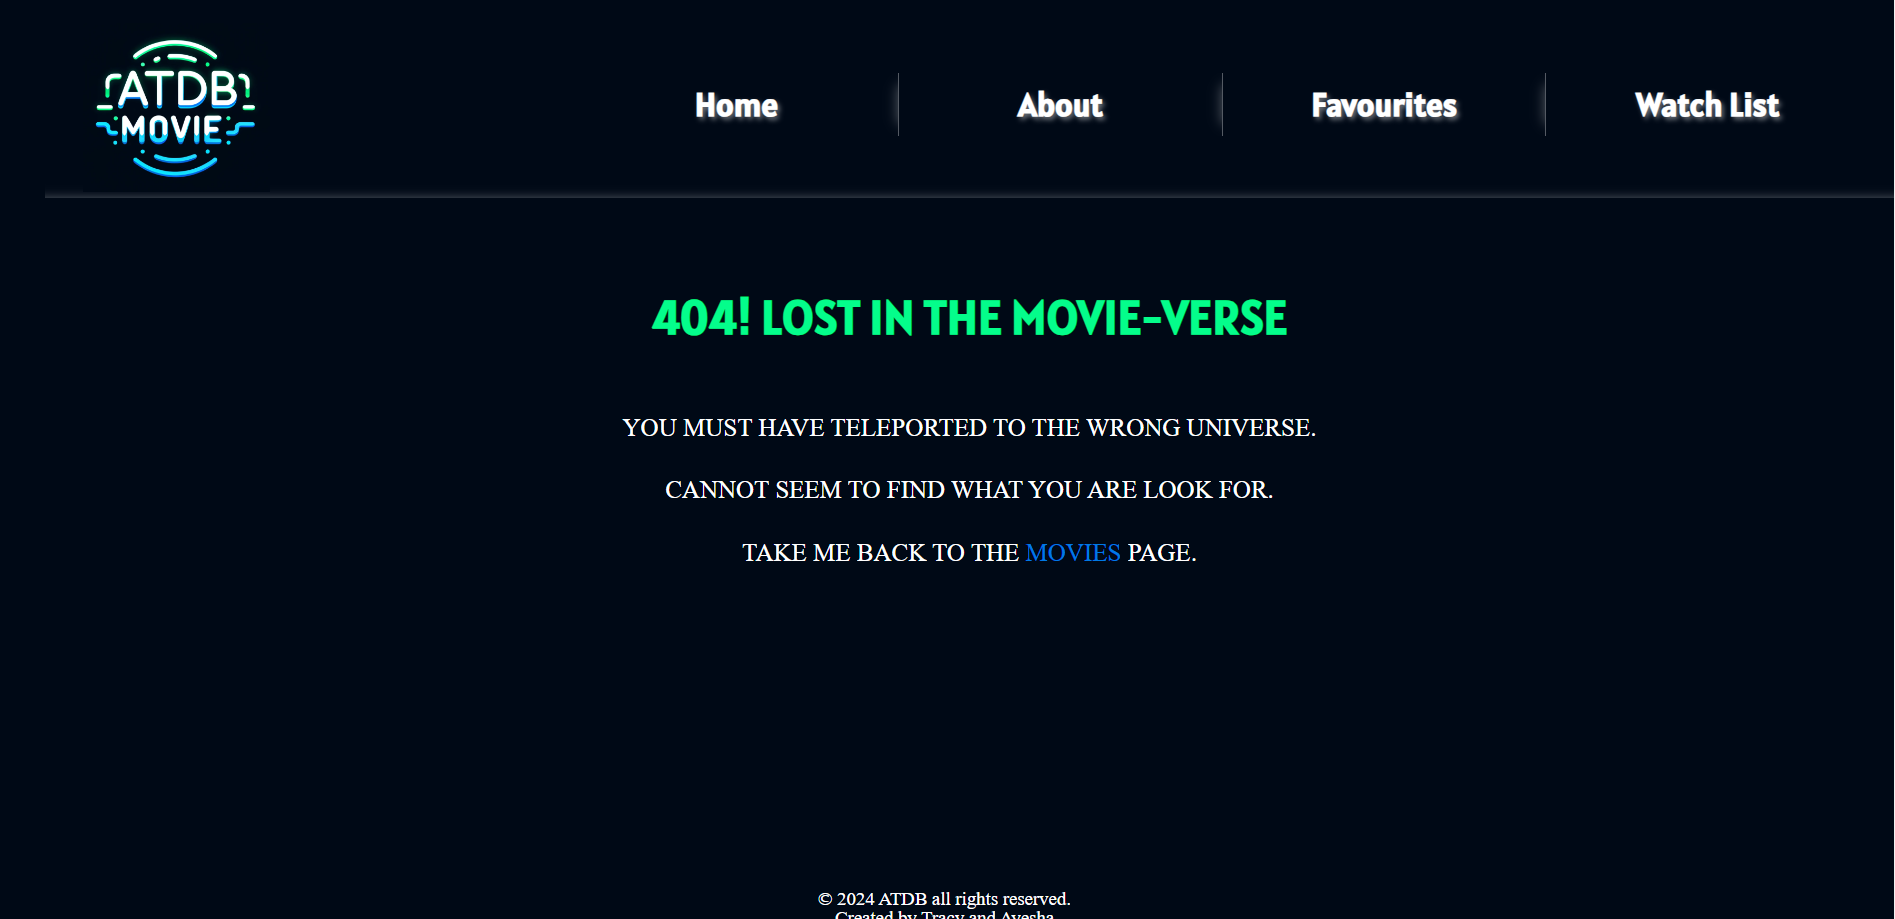 ATDB
MOVIE
Home
About
Favourites
Watch List
404! LOST IN THE MOVIE-VERSE
YOU MUST HAVE TELEPORTED TO THE WRONG UNIVERSE.
CANNOT SEEM TO FIND WHAT YOU ARE LOOK FOR.
TAKE ME BACK TO THE MOVIES PAGE.
© 2024 ATDB all rights reserved.
Created by Tracy and Ayesha